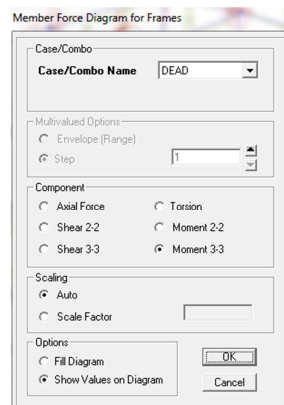 Member Force Diagram for Frames
Case/Combo
Case/Combo Name DEAD
Multivalued Options
Envelope (Range)
Step 1
Component
Axial Force Torsion
Shear 2-2 Moment 2-2
Shear 3-3 Moment 3-3
Scaling
Auto
Scale Factor
Options
Fill Diagram OK
Show Values on Diagram Cancel